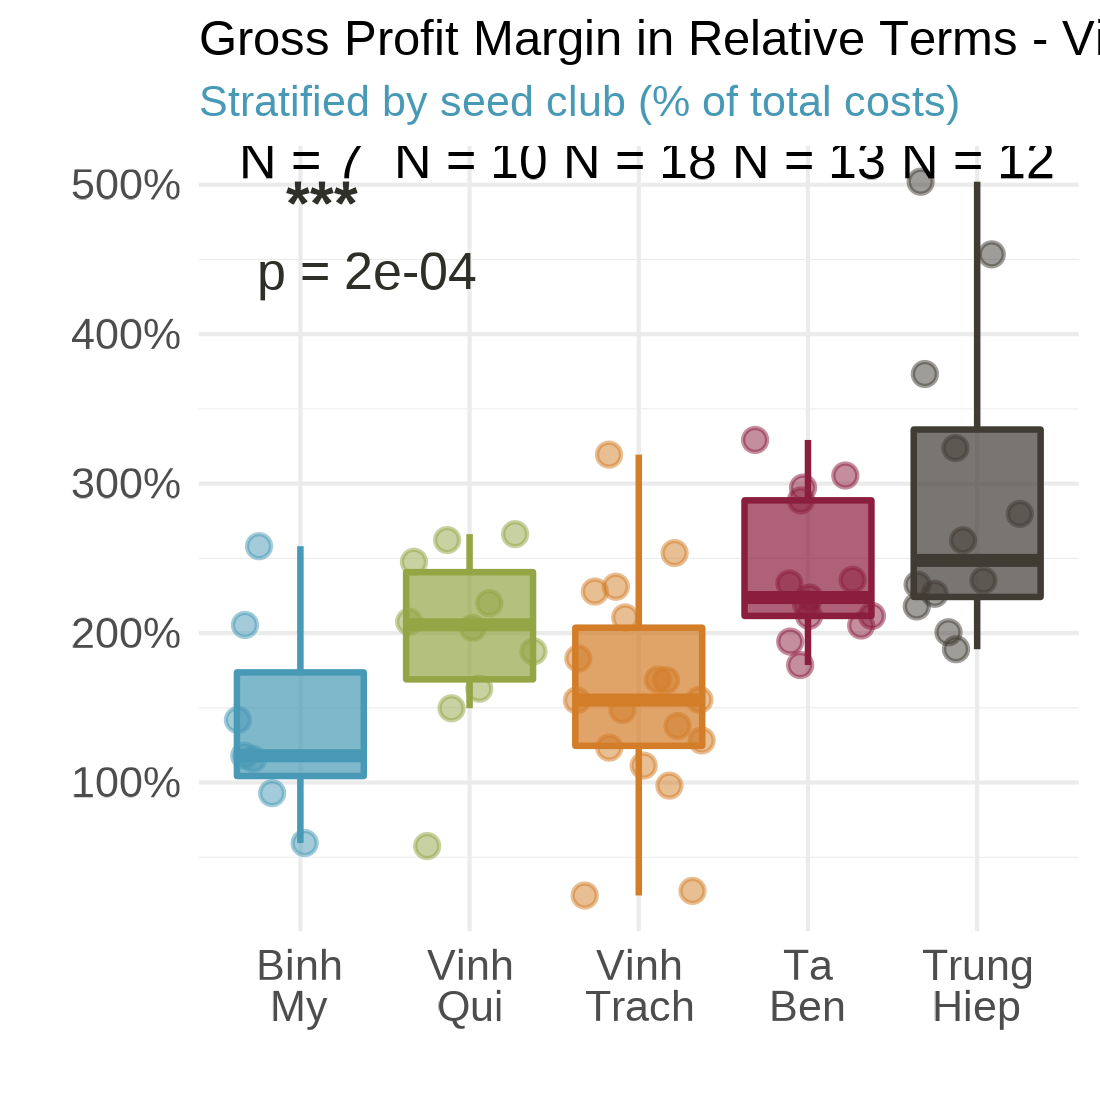 Gross Profit Margin in Relative Terms - Vi
Stratified by seed club (% of total costs)
N = 7 N = 10 N = 18 N = 13 N = 12
***
p = 2e-04
500%
400%
300%
200%
100%
Binh My
Vinh Qui
Vinh Trach
Ta Ben
Trung Hiep